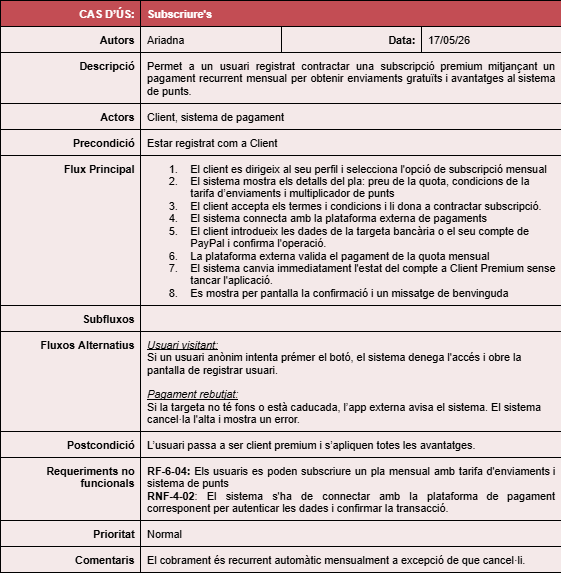 CAS D'ÚS: Subscriure's
Autors Ariadna Data: 17/05/26
Descripció Permet a un usuari registrat contractar una subscripció premium mitjançant un
pagament recurrent mensual per obtenir enviaments gratuïts i avantatges al sistema
de punts.
Actors Client, sistema de pagament
Precondició Estar registrat com a Client
Flux Principal 1. El client es dirigeix al seu perfil i selecciona l'opció de subscripció mensual
2. El sistema mostra els detalls del pla: preu de la quota, condicions de la
tarifa d'enviaments i multiplicador de punts
3. El client accepta els termes i condicions i li dona a contractar subscripció.
4. El sistema connecta amb la plataforma externa de pagaments
5. El client introdueix les dades de la targeta bancària o el seu compte de
PayPal i confirma l'operació.
6. La plataforma externa valida el pagament de la quota mensual
7. El sistema canvia immediatament l'estat del compte a Client Premium sense
tancar l'aplicació.
8. Es mostra per pantalla la confirmació i un missatge de benvinguda
Subfluxos
Fluxos Alternatius Usuari visitant:
Si un usuari anònim intenta prémer el botó, el sistema denega l'accés i obre la
pantalla de registrar usuari.
Pagament rebutjat:
Si la targeta no té fons o està caducada, l'app externa avisa el sistema. El sistema
cancel·la l'alta i mostra un error.
Postcondició L'usuari passa a ser client premium i s'apliquen totes les avantatges.
Requeriments no
funcionals
RF-6-04: Els usuaris es poden subscriure un pla mensual amb tarifa d'enviaments i
sistema de punts
RNF-4-02: El sistema s'ha de connectar amb la plataforma de pagament
corresponent per autenticar les dades i confirmar la transacció.
Prioritat Normal
Comentaris El cobrament és recurrent automàtic mensualment a excepció de que cancel·li.